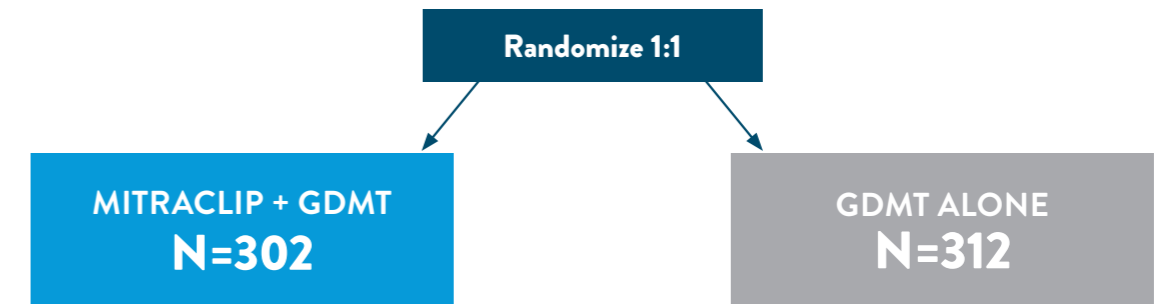 Randomize 1:1
MITRACLIP + GDMT
N=302
GDMT ALONE
N=312